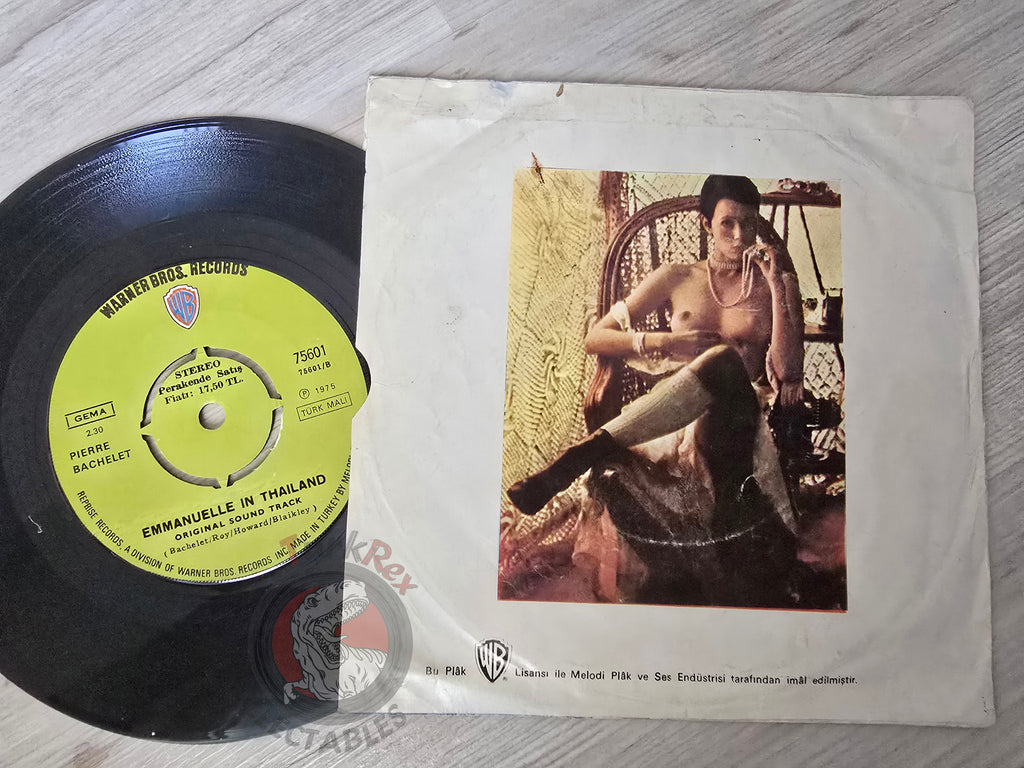 WARNER BROS. RECORDS
WB
STEREO
Perakende Satış
Fiatı: 17,50 TL.
75601
75601/B
Ⓟ 1975
TÜRK MALI
GEMA
2.30
PIERRE
BACHELET
EMMANUELLE IN THAILAND
ORIGINAL SOUND TRACK
(Bachelet/Roy/Howard/Blaikley)
REPRISE RECORDS, A DIVISION OF WARNER BROS. RECORDS INC. MADE IN TURKEY BY
Bu Plâk WB Lisansı ile Melodi Plâk ve Ses Endüstrisi tarafından imâl edilmiştir.